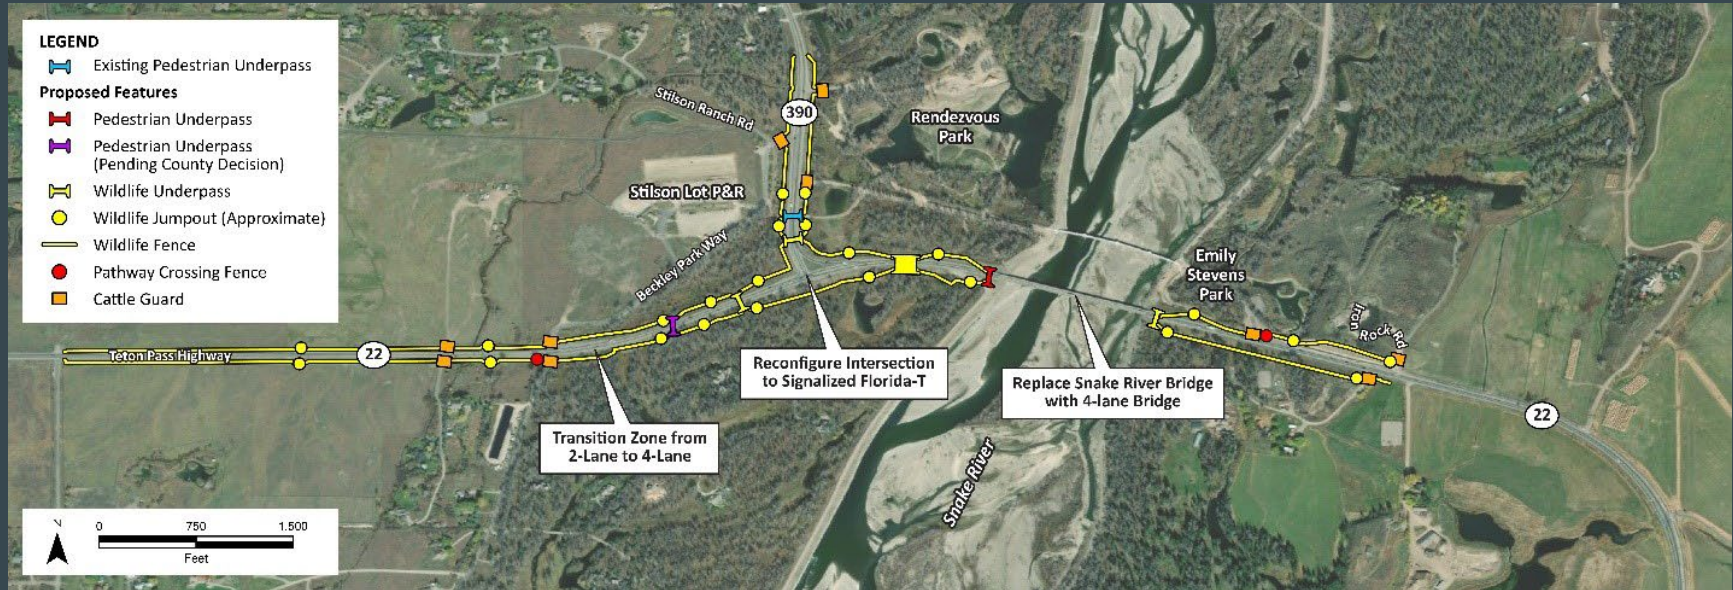 LEGEND
Existing Pedestrian Underpass
Proposed Features
Pedestrian Underpass
Pedestrian Underpass
(Pending County Decision)
Wildlife Underpass
Wildlife Jumpout (Approximate)
Wildlife Fence
Pathway Crossing Fence
Cattle Guard
Stilson Ranch Rd
390
Rendezvous
Park
Stilson Lot P&R
Beckley Park Way
Emily
Stevens
Park
Iron
Rock Rd
Teton Pass Highway
22
Reconfigure Intersection
to Signalized Florida-T
Replace Snake River Bridge
with 4-lane Bridge
22
Transition Zone from
2-Lane to 4-Lane
Snake River
N
0 750 1,500
Feet